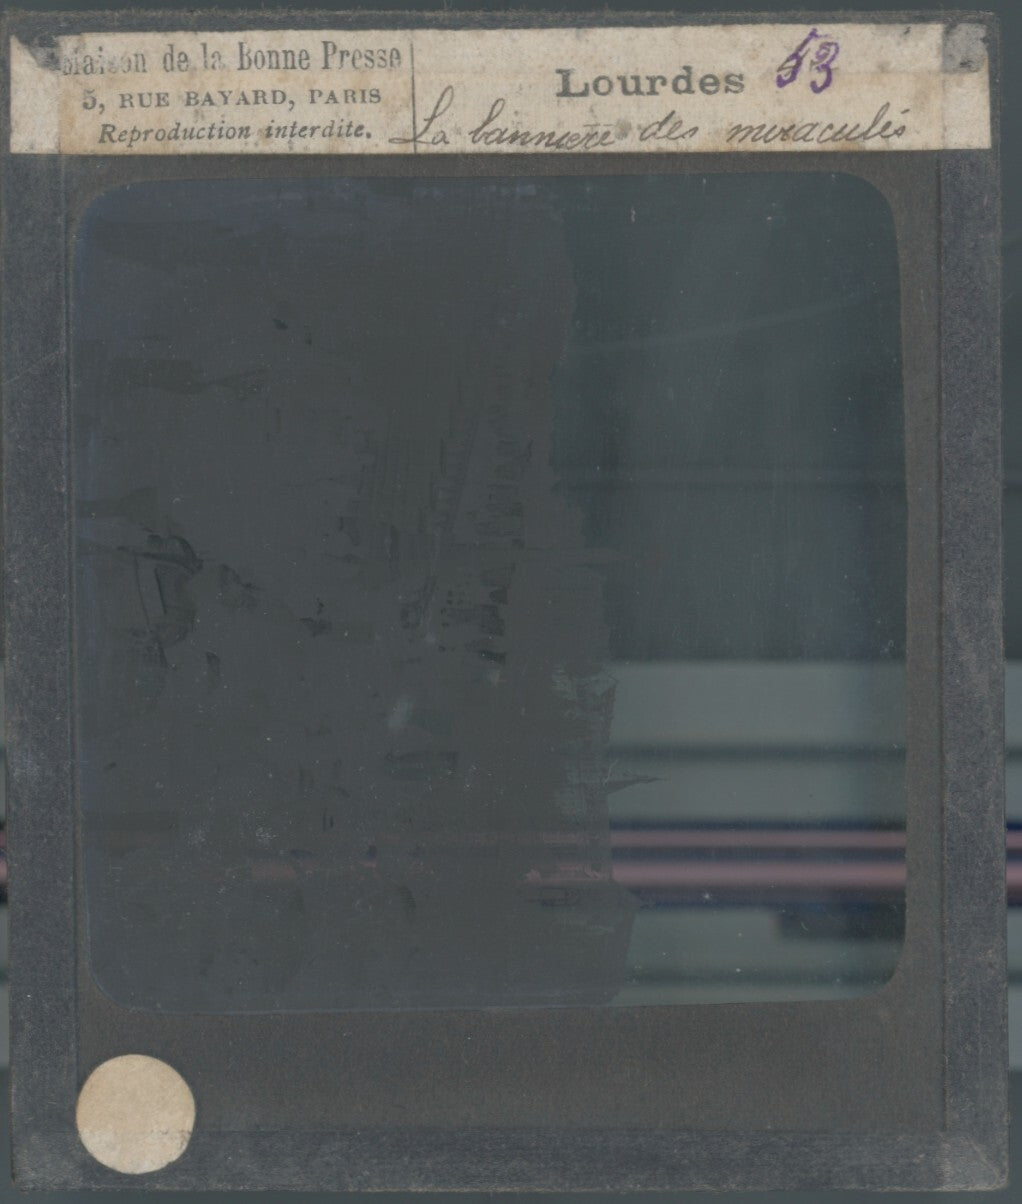 Maison de la Bonne Presse
5, RUE BAYARD, PARIS
Reproduction interdite.
Lourdes 53
La bannière des miraculés